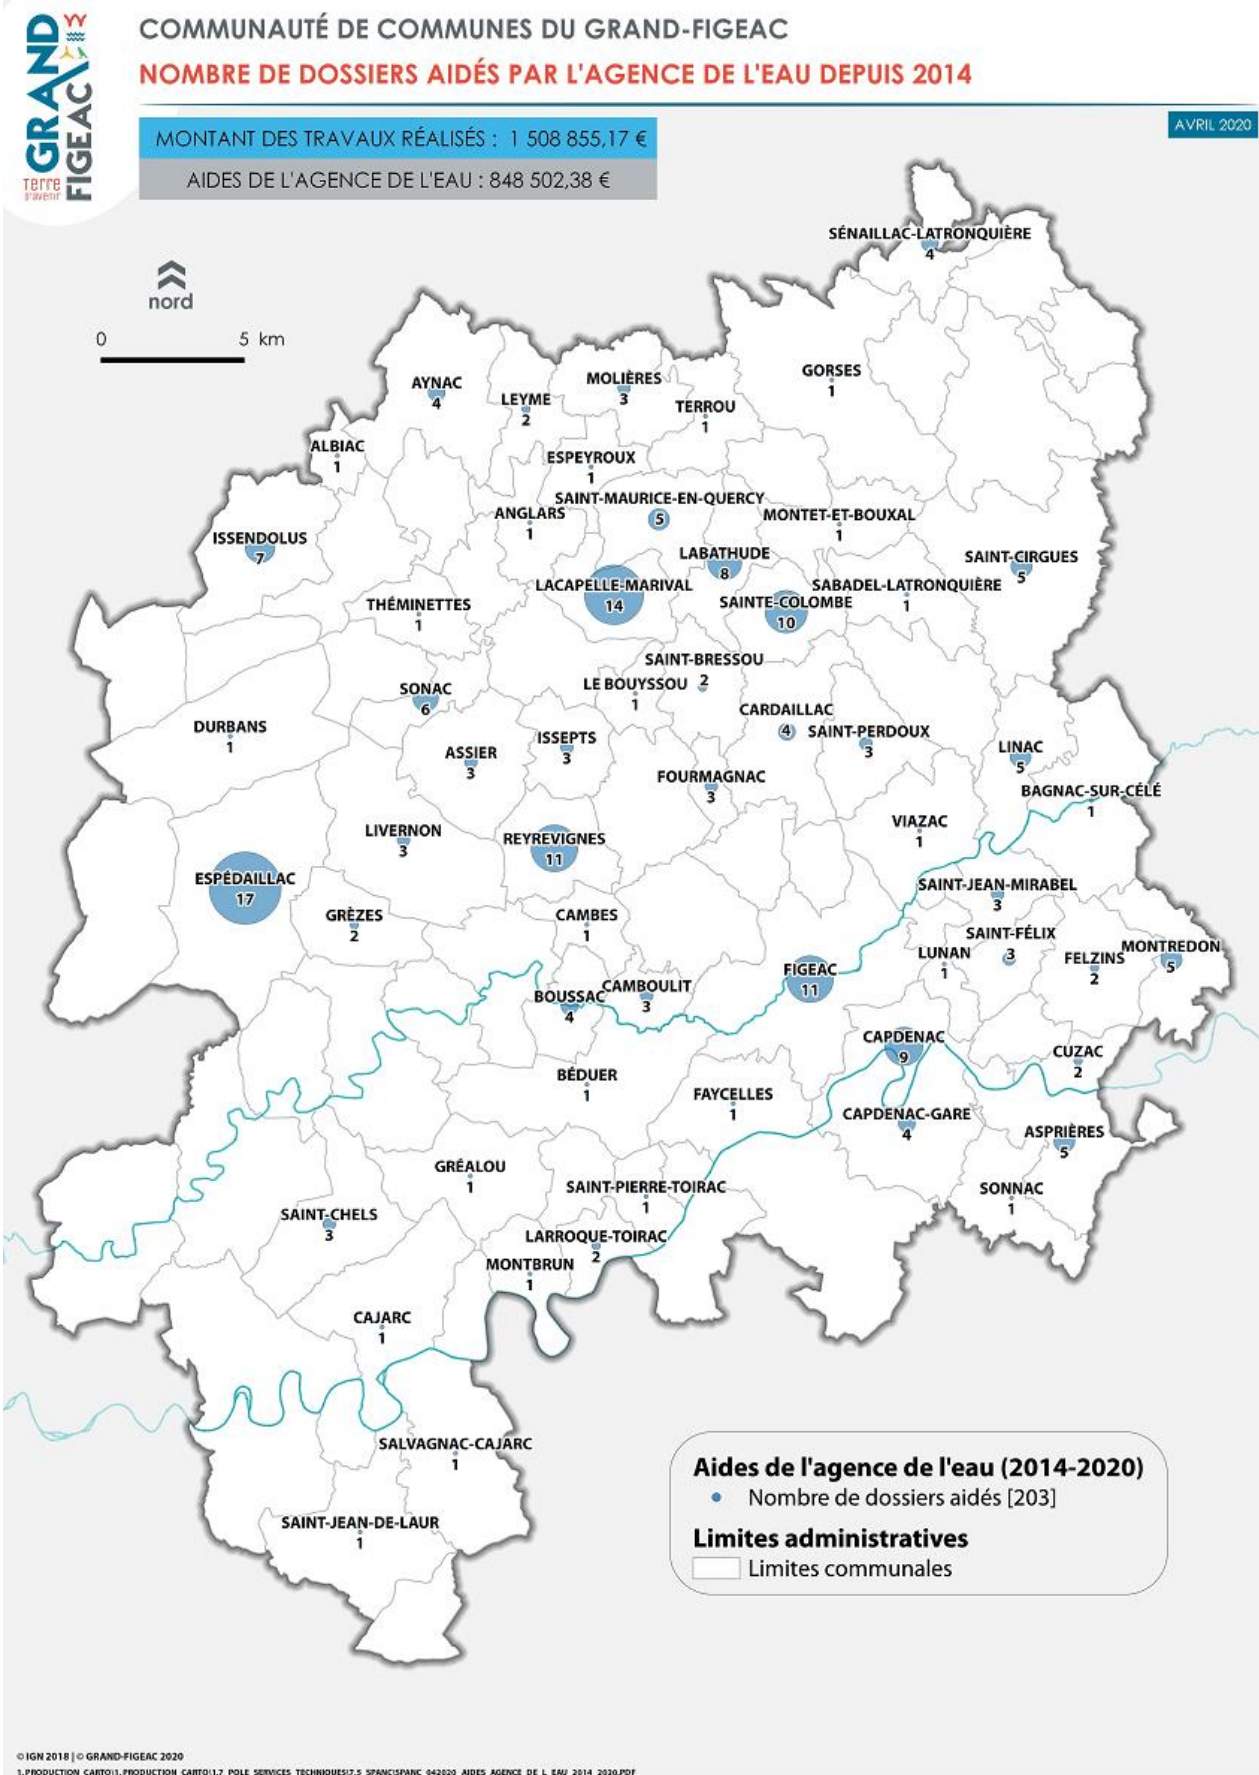 GRAND
FIGEAC
Terre
d'avenir
COMMUNAUTÉ DE COMMUNES DU GRAND-FIGEAC
NOMBRE DE DOSSIERS AIDÉS PAR L'AGENCE DE L'EAU DEPUIS 2014
AVRIL 2020
MONTANT DES TRAVAUX RÉALISÉS : 1 508 855,17 €
AIDES DE L'AGENCE DE L'EAU : 848 502,38 €
nord
0 5 km
SÉNAILLAC-LATRONQUIÈRE
4
GORSES
1
MOLIÈRES
3
AYNAC
4
LEYME
2
TERROU
1
ALBIAC
1
ESPEYROUX
1
SAINT-MAURICE-EN-QUERCY
5
ANGLARS
1
MONTET-ET-BOUXAL
1
ISSENDOLUS
7
LABATHUDE
8
SAINT-CIRGUES
5
LACAPELLE-MARIVAL
14
SABADEL-LATRONQUIÈRE
1
SAINTE-COLOMBE
10
THÉMINETTES
1
SAINT-BRESSOU
2
LE BOUYSSOU
1
SONAC
6
CARDAILLAC
4
SAINT-PERDOUX
3
DURBANS
1
ISSEPTS
3
ASSIER
3
LINAC
5
FOURMAGNAC
3
BAGNAC-SUR-CÉLÉ
1
VIAZAC
1
LIVERNON
3
REYREVIGNES
11
ESPÉDAILLAC
17
SAINT-JEAN-MIRABEL
3
GRÈZES
2
CAMBES
1
SAINT-FÉLIX
3
LUNAN
1
FELZINS
2
MONTREDON
5
FIGEAC
11
CAMBOULIT
3
BOUSSAC
4
CAPDENAC
9
CUZAC
2
BÉDUER
1
FAYCELLES
1
CAPDENAC-GARE
4
ASPRIÈRES
5
GRÉALOU
1
SAINT-PIERRE-TOIRAC
1
SONNAC
1
SAINT-CHELS
3
LARROQUE-TOIRAC
2
MONTBRUN
1
CAJARC
1
SALVAGNAC-CAJARC
1
SAINT-JEAN-DE-LAUR
1
Aides de l'agence de l'eau (2014-2020)
Nombre de dossiers aidés [203]
Limites administratives
Limites communales
© IGN 2018 | © GRAND-FIGEAC 2020
1.PRODUCTION_CARTO\1.PRODUCTION_CARTO\1.7_POLE_SERVICES_TECHNIQUES\7.5_SPANC\SPANC_042020_AIDES_AGENCE_DE_L_EAU_2014_2020.PDF